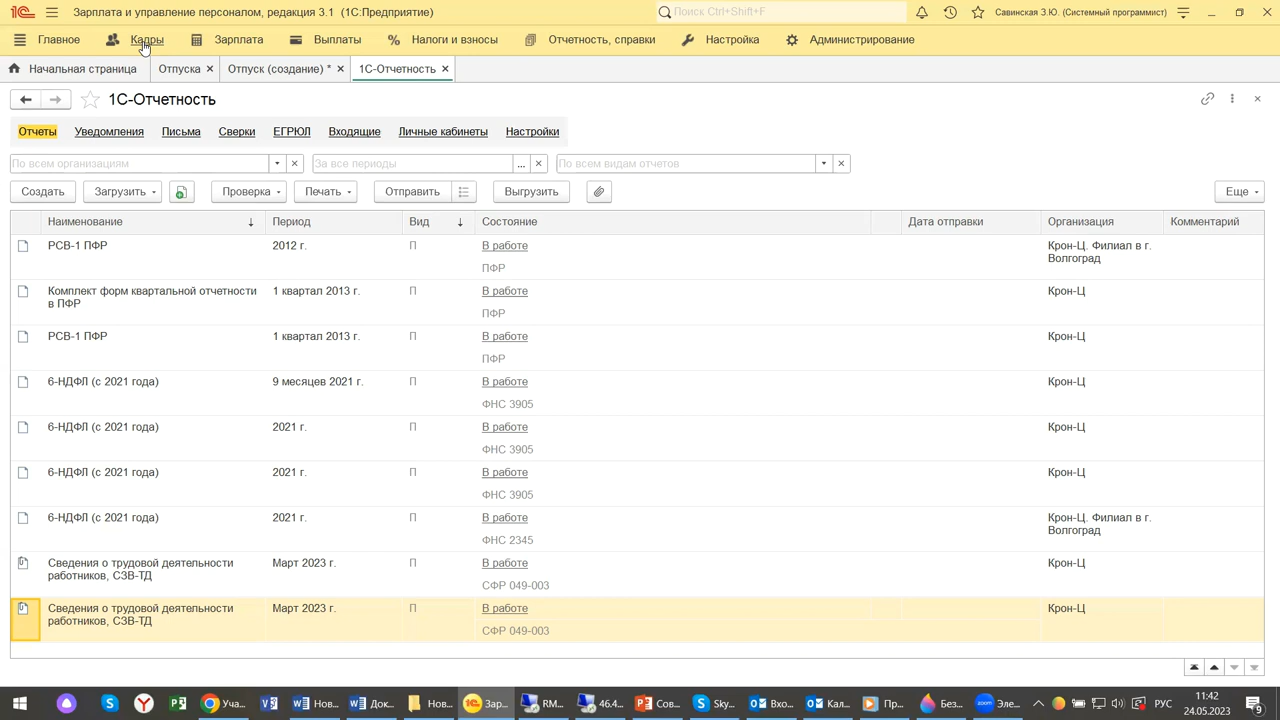 Зарплата и управление персоналом, редакция 3.1 (1С:Предприятие)
Поиск Ctrl+Shift+F
Савинская З.Ю. (Системный программист)
Главное Кадры Зарплата Выплаты Налоги и взносы Отчетность, справки Настройка Администрирование
Начальная страница Отпуска Отпуск (создание) * 1С-Отчетность
1С-Отчетность
Отчеты Уведомления Письма Сверки ЕГРЮЛ Входящие Личные кабинеты Настройки
По всем организациям За все периоды ... По всем видам отчетов
Создать Загрузить Проверка Печать Отправить Выгрузить Еще
Наименование Период Вид Состояние Дата отправки Организация Комментарий
РСВ-1 ПФР 2012 г. П В работе Крон-Ц. Филиал в г.
Волгоград
ПФР
Комплект форм квартальной отчетности 1 квартал 2013 г. П В работе Крон-Ц
в ПФР
ПФР
РСВ-1 ПФР 1 квартал 2013 г. П В работе Крон-Ц
ПФР
6-НДФЛ (с 2021 года) 9 месяцев 2021 г. П В работе Крон-Ц
ФНС 3905
6-НДФЛ (с 2021 года) 2021 г. П В работе Крон-Ц
ФНС 3905
6-НДФЛ (с 2021 года) 2021 г. П В работе Крон-Ц
ФНС 3905
6-НДФЛ (с 2021 года) 2021 г. П В работе Крон-Ц. Филиал в г.
Волгоград
ФНС 2345
Сведения о трудовой деятельности Март 2023 г. П В работе Крон-Ц
работников, СЗВ-ТД
СФР 049-003
Сведения о трудовой деятельности Март 2023 г. П В работе Крон-Ц
работников, СЗВ-ТД
СФР 049-003
Уча... Нов... Док... Нов... Зар... RM... 46.4... Сов... Sky... Вхо... Кал... Пр... Без... Эле... РУС
11:42
24.05.2023
9